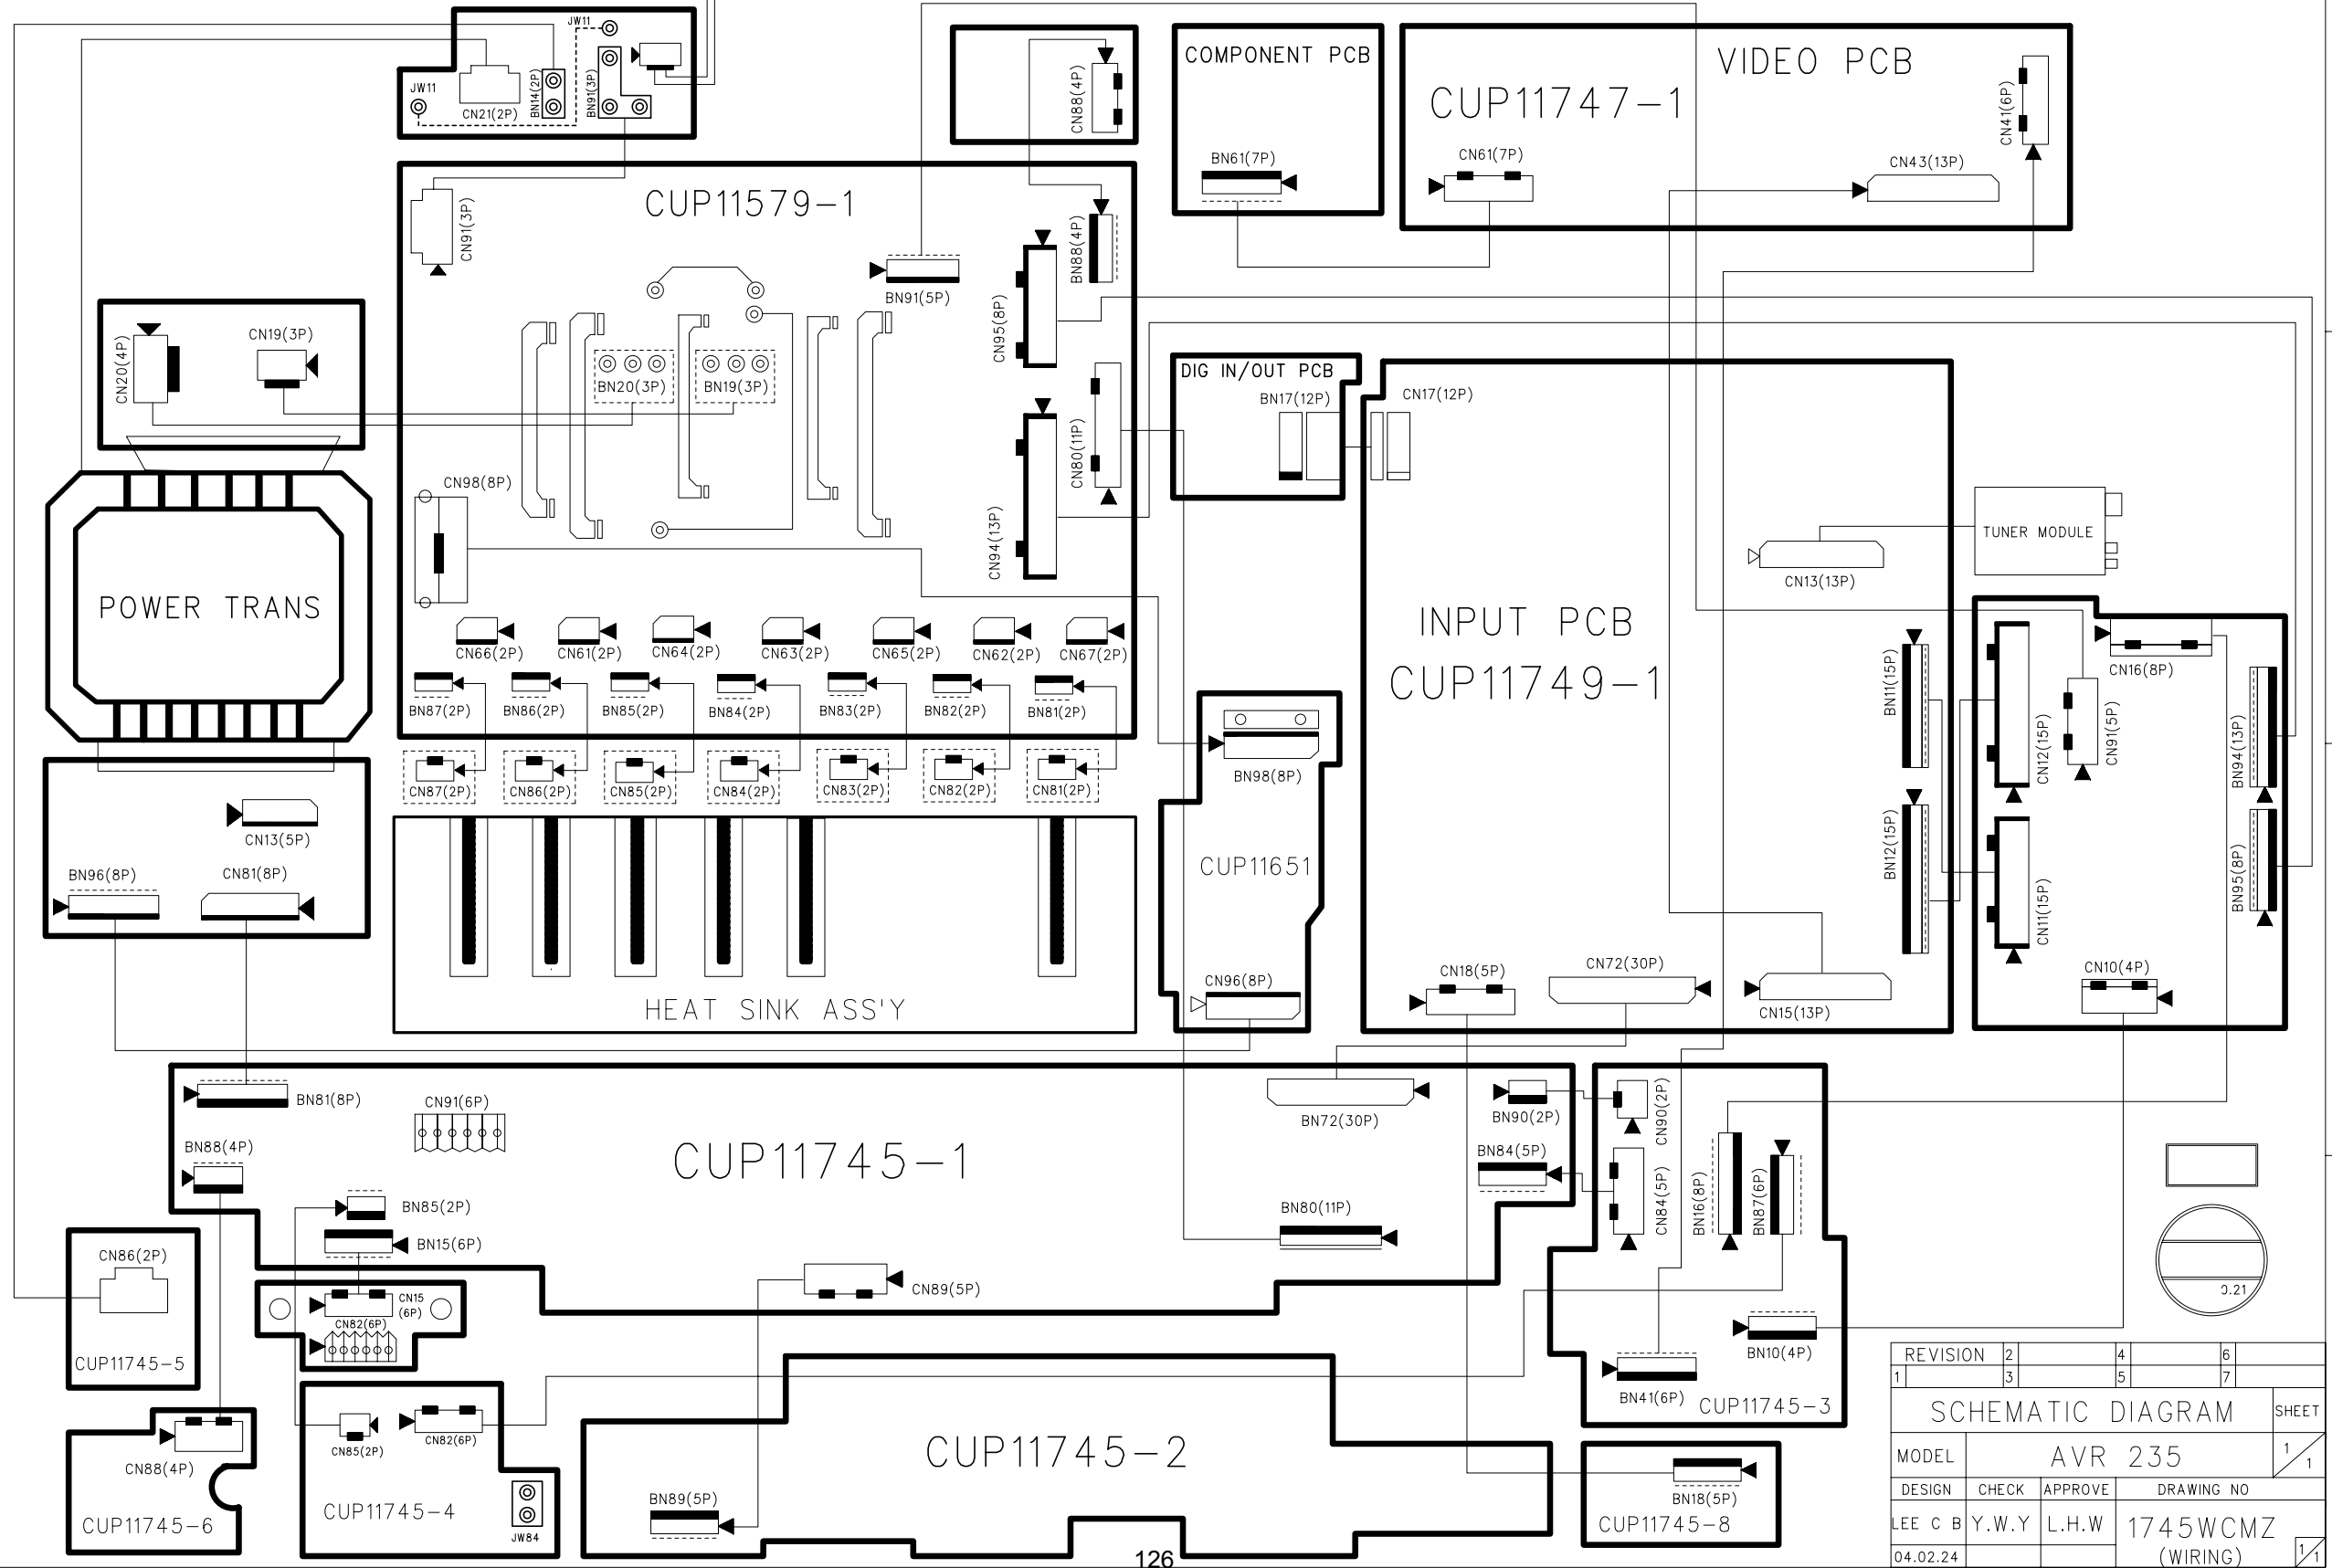 JW11
JW11
CN21(2P)
BN14(2P)
BN91(3P)
CN88(4P)
COMPONENT PCB
BN61(7P)
VIDEO PCB
CUP11747-1
CN61(7P)
CN43(13P)
CN41(6P)
CUP11579-1
CN91(3P)
BN91(5P)
BN88(4P)
CN95(8P)
CN20(4P)
CN19(3P)
BN20(3P)
BN19(3P)
CN80(11P)
CN94(13P)
CN98(8P)
DIG IN/OUT PCB
BN17(12P)
CN17(12P)
TUNER MODULE
CN13(13P)
POWER TRANS
INPUT PCB
CUP11749-1
CN66(2P)
CN61(2P)
CN64(2P)
CN63(2P)
CN65(2P)
CN62(2P)
CN67(2P)
BN87(2P)
BN86(2P)
BN85(2P)
BN84(2P)
BN83(2P)
BN82(2P)
BN81(2P)
CN87(2P)
CN86(2P)
CN85(2P)
CN84(2P)
CN83(2P)
CN82(2P)
CN81(2P)
BN11(15P)
BN12(15P)
CN12(15P)
CN11(15P)
CN16(8P)
CN91(5P)
BN94(13P)
BN95(8P)
CN10(4P)
BN98(8P)
CUP11651
CN96(8P)
CN13(5P)
BN96(8P)
CN81(8P)
HEAT SINK ASS'Y
CN18(5P)
CN72(30P)
CN15(13P)
BN81(8P)
CN91(6P)
BN88(4P)
CUP11745-1
BN72(30P)
BN90(2P)
CN90(2P)
BN84(5P)
CN84(5P)
BN16(8P)
BN87(6P)
BN85(2P)
BN15(6P)
BN80(11P)
CN86(2P)
CUP11745-5
CN15
(6P)
CN82(6P)
CN89(5P)
BN10(4P)
BN41(6P)
CUP11745-3
CN88(4P)
CUP11745-6
CN85(2P)
CN82(6P)
CUP11745-4
JW84
CUP11745-2
BN89(5P)
BN18(5P)
CUP11745-8
REVISION 2 4 6
1 3 5 7
SCHEMATIC DIAGRAM SHEET
MODEL AVR 235 1/1
DESIGN CHECK APPROVE DRAWING NO
LEE C B Y.W.Y L.H.W 1745WCMZ
04.02.24 (WIRING) 1/1
126